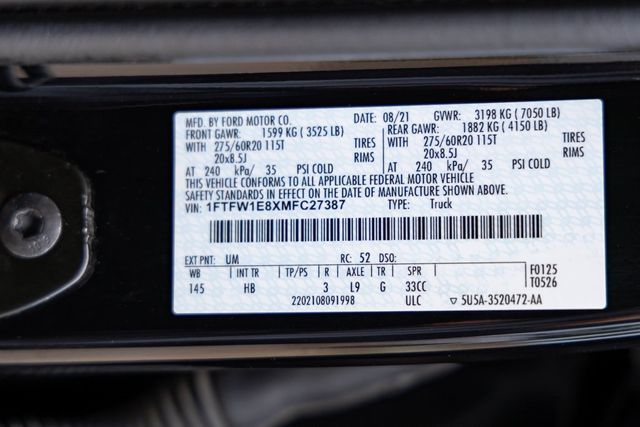 MFD. BY FORD MOTOR CO. DATE: 08/21 GVWR: 3198 KG ( 7050 LB)
FRONT GAWR: 1599 KG ( 3525 LB) REAR GAWR: 1882 KG ( 4150 LB)
WITH 275/60R20 115T TIRES WITH 275/60R20 115T TIRES
20x8.5J RIMS 20x8.5J RIMS
AT 240 kPa/ 35 PSI COLD AT 240 kPa/ 35 PSI COLD
THIS VEHICLE CONFORMS TO ALL APPLICABLE FEDERAL MOTOR VEHICLE
SAFETY STANDARDS IN EFFECT ON THE DATE OF MANUFACTURE SHOWN ABOVE.
VIN: 1FTFW1E8XMFC27387 TYPE: Truck
EXT PNT: UM RC: 52 DSO:
WB INT TR TP/PS R AXLE TR SPR F0125
145 HB 3 L9 G 33CC T0526
2202108091998 ULC ▽ 5U5A-3520472-AA